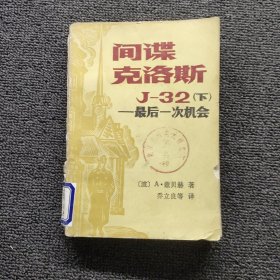 间谍
克洛斯
J-32(下)
—最后一次机会
〔波〕A·兹贝赫 著
乔立良等 译